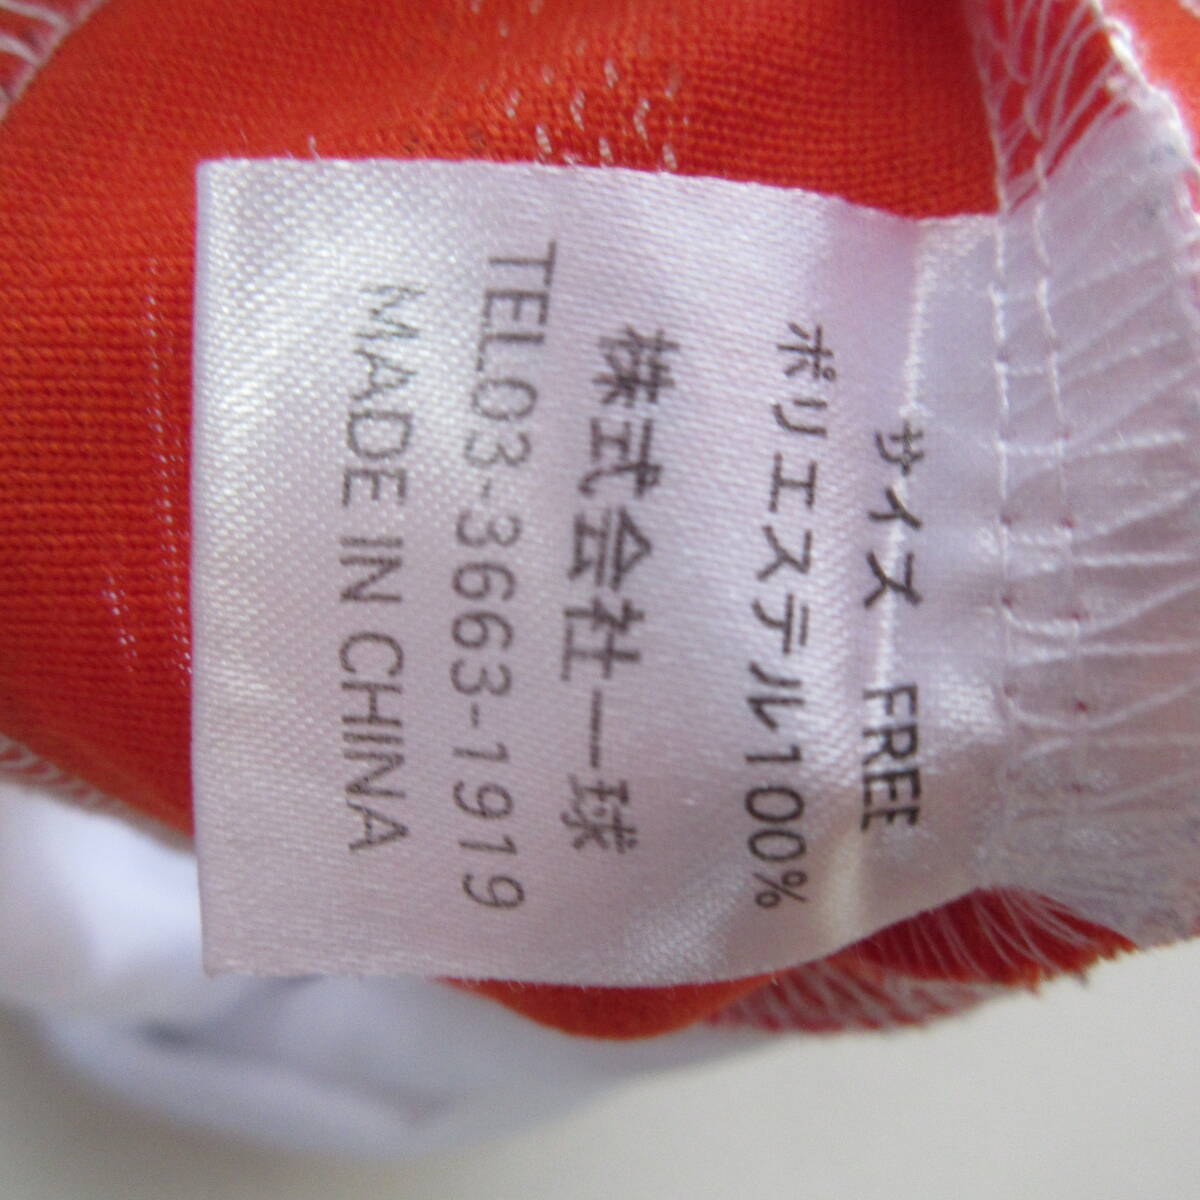 サイズ FREE
ポリエステル100%
株式会社一球
TEL03-3663-1919
MADE IN CHINA